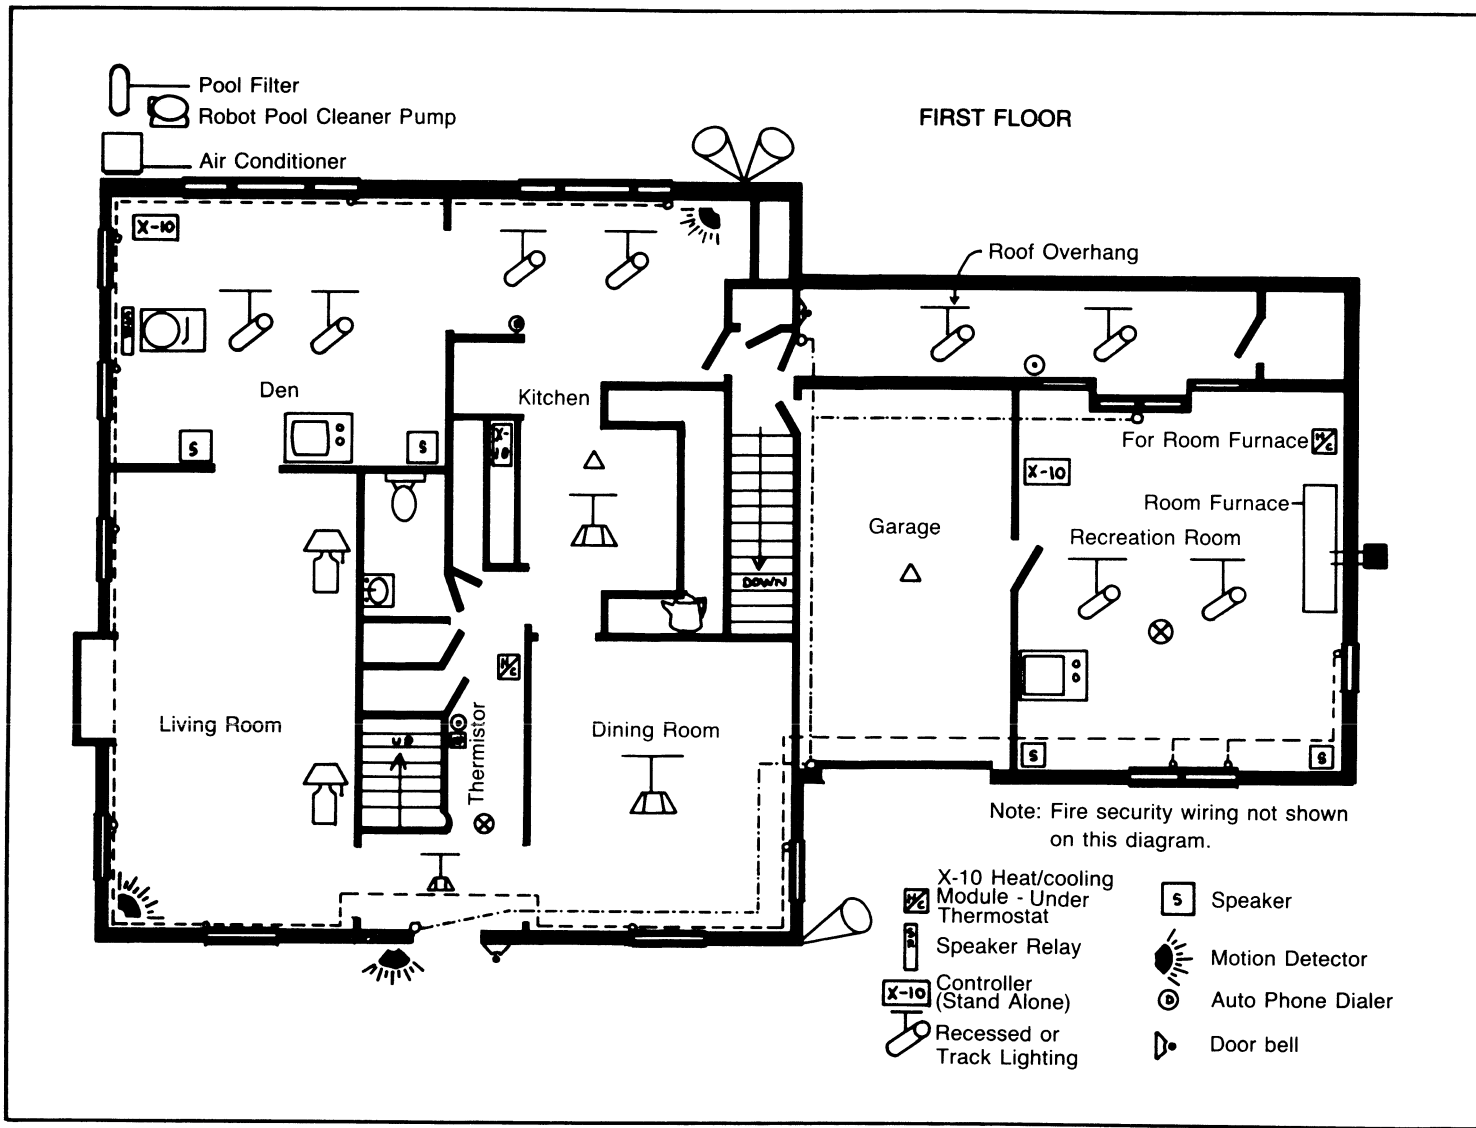 Pool Filter
Robot Pool Cleaner Pump
Air Conditioner
FIRST FLOOR
Roof Overhang
X-10
Den
Kitchen
X-
10
S
S
For Room Furnace H/C
X-10
Room Furnace
Garage
Recreation Room
DOWN
H/C
Living Room
UP
Thermistor
Dining Room
S
S
Note: Fire security wiring not shown
on this diagram.
X-10 Heat/cooling
H/C Module - Under
Thermostat
Speaker Relay
Controller
X-10 (Stand Alone)
Recessed or
Track Lighting
S Speaker
Motion Detector
D Auto Phone Dialer
Door bell